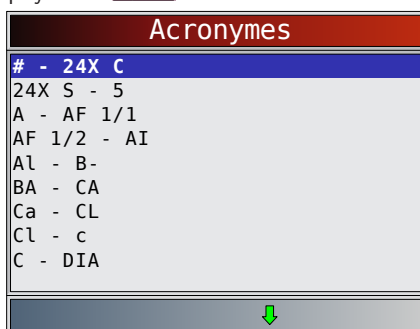 Acronymes
# - 24X C
24X S - 5
A - AF 1/1
AF 1/2 - AI
Al - B-
BA - CA
Ca - CL
Cl - c
C - DIA